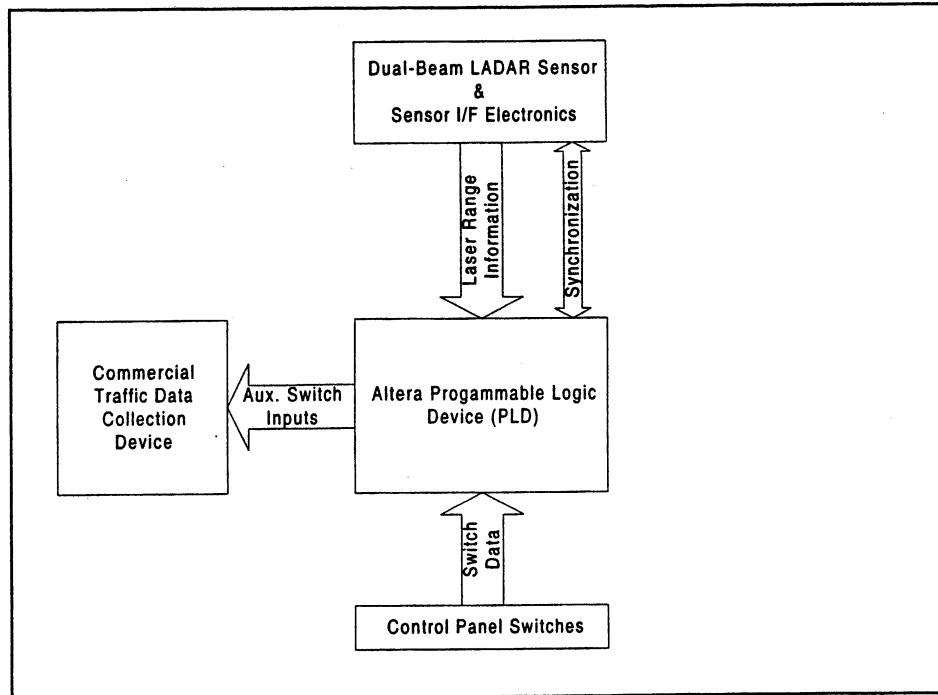 Dual-Beam LADAR Sensor
&
Sensor I/F Electronics
Laser Range
Information
Synchronization
Commercial
Traffic Data
Collection
Device
Aux. Switch
Inputs
Altera Progammable Logic
Device (PLD)
Switch
Data
Control Panel Switches